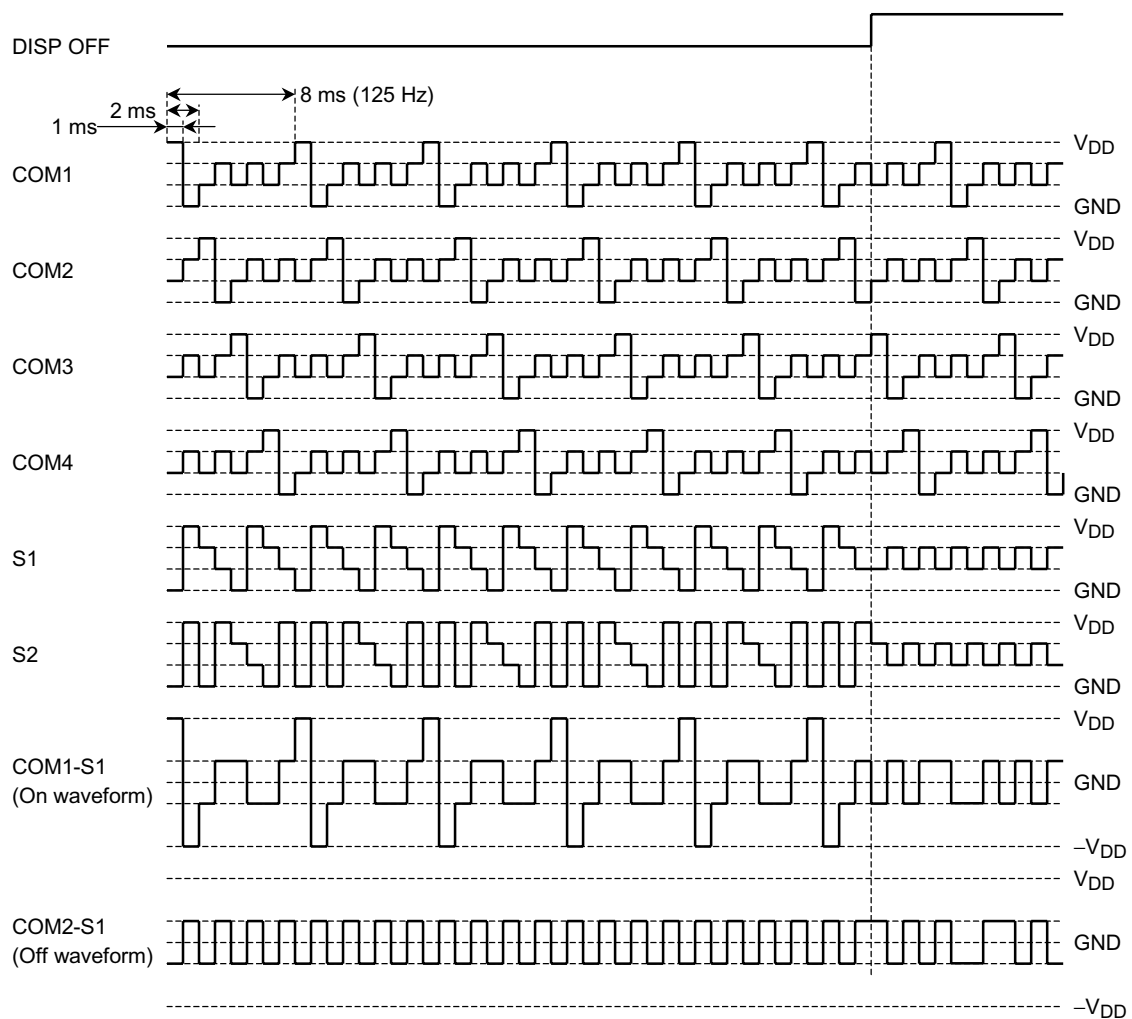 DISP OFF
8 ms (125 Hz)
2 ms
1 ms
COM1
VDD
GND
COM2
VDD
GND
COM3
VDD
GND
COM4
VDD
GND
S1
VDD
GND
S2
VDD
GND
COM1-S1
(On waveform)
VDD
GND
–VDD
COM2-S1
(Off waveform)
VDD
GND
–VDD